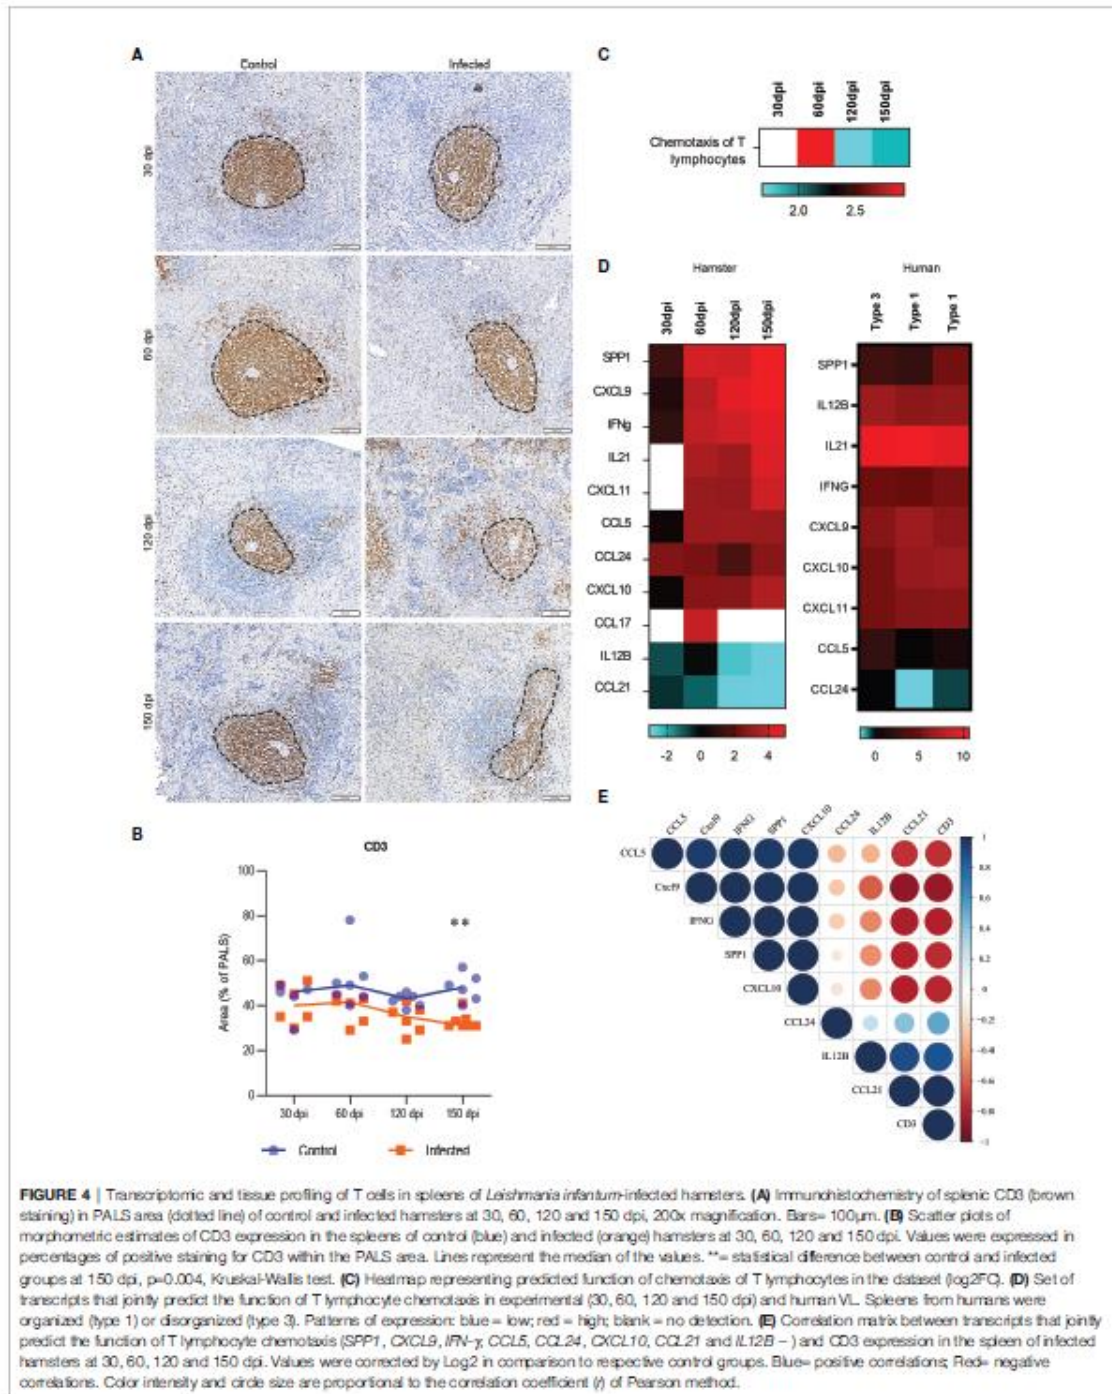 A
Control
Infected
30 dpi
60 dpi
120 dpi
150 dpi
B
CD3
Area (% of PALS)
100
80
60
40
20
0
**
30 dpi
60 dpi
120 dpi
150 dpi
Control
Infected
C
30dpi
60dpi
120dpi
150dpi
Chemotaxis of T
lymphocytes
2.0
2.5
D
Hamster
30dpi
60dpi
120dpi
150dpi
SPP1
CXCL9
IFNg
IL21
CXCL11
CCL5
CCL24
CXCL10
CCL17
IL12B
CCL21
-2
0
2
4
Human
Type 3
Type 1
Type 1
SPP1
IL12B
IL21
IFNG
CXCL9
CXCL10
CXCL11
CCL5
CCL24
0
5
10
E
CCL5
Cxcl9
IFNG
SPP1
CXCL10
CCL24
IL12B
CCL21
CD3
CCL5
Cxcl9
IFNG
SPP1
CXCL10
CCL24
IL12B
CCL21
CD3
1
0.8
0.6
0.4
0.2
0
-0.2
-0.4
-0.6
-0.8
-1
FIGURE 4 | Transcriptomic and tissue profiling of T cells in spleens of Leishmania infantum-infected hamsters. (A) Immunohistochemistry of splenic CD3 (brown
staining) in PALS area (dotted line) of control and infected hamsters at 30, 60, 120 and 150 dpi, 200x magnification. Bars= 100µm. (B) Scatter plots of
morphometric estimates of CD3 expression in the spleens of control (blue) and infected (orange) hamsters at 30, 60, 120 and 150 dpi. Values were expressed in
percentages of positive staining for CD3 within the PALS area. Lines represent the median of the values. **= statistical difference between control and infected
groups at 150 dpi, p=0.004, Kruskal-Wallis test. (C) Heatmap representing predicted function of chemotaxis of T lymphocytes in the dataset (log2FC). (D) Set of
transcripts that jointly predict the function of T lymphocyte chemotaxis in experimental (30, 60, 120 and 150 dpi) and human VL. Spleens from humans were
organized (type 1) or disorganized (type 3). Patterns of expression: blue = low; red = high; blank = no detection. (E) Correlation matrix between transcripts that jointly
predict the function of T lymphocyte chemotaxis (SPP1, CXCL9, IFN-γ, CCL5, CCL24, CXCL10, CCL21 and IL12B – ) and CD3 expression in the spleen of infected
hamsters at 30, 60, 120 and 150 dpi. Values were corrected by Log2 in comparison to respective control groups. Blue= positive correlations; Red= negative
correlations. Color intensity and circle size are proportional to the correlation coefficient (r) of Pearson method.